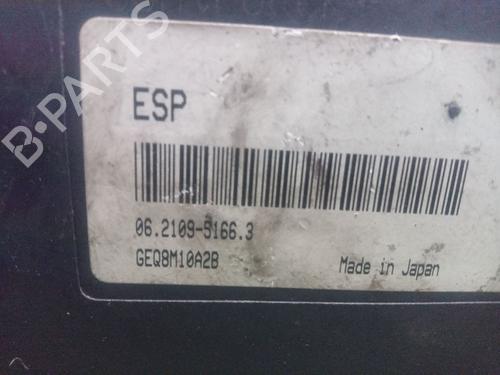 B-PARTS
ESP
06.2109-5166.3
GEQ8M10A2B
Made in Japan